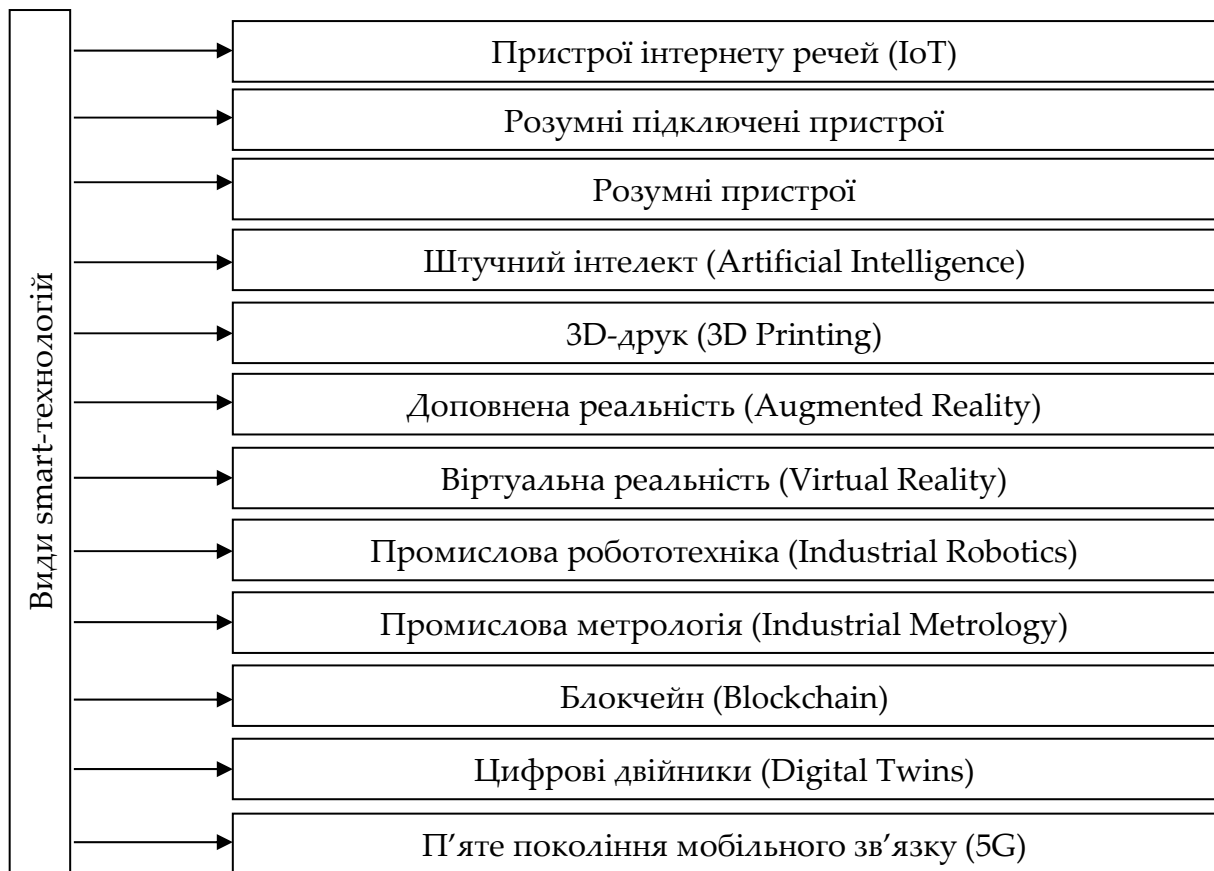 Види smart-технологій
Пристрої інтернету речей (IoT)
Розумні підключені пристрої
Розумні пристрої
Штучний інтелект (Artificial Intelligence)
3D-друк (3D Printing)
Доповнена реальність (Augmented Reality)
Віртуальна реальність (Virtual Reality)
Промислова робототехніка (Industrial Robotics)
Промислова метрологія (Industrial Metrology)
Блокчейн (Blockchain)
Цифрові двійники (Digital Twins)
П’яте покоління мобільного зв’язку (5G)